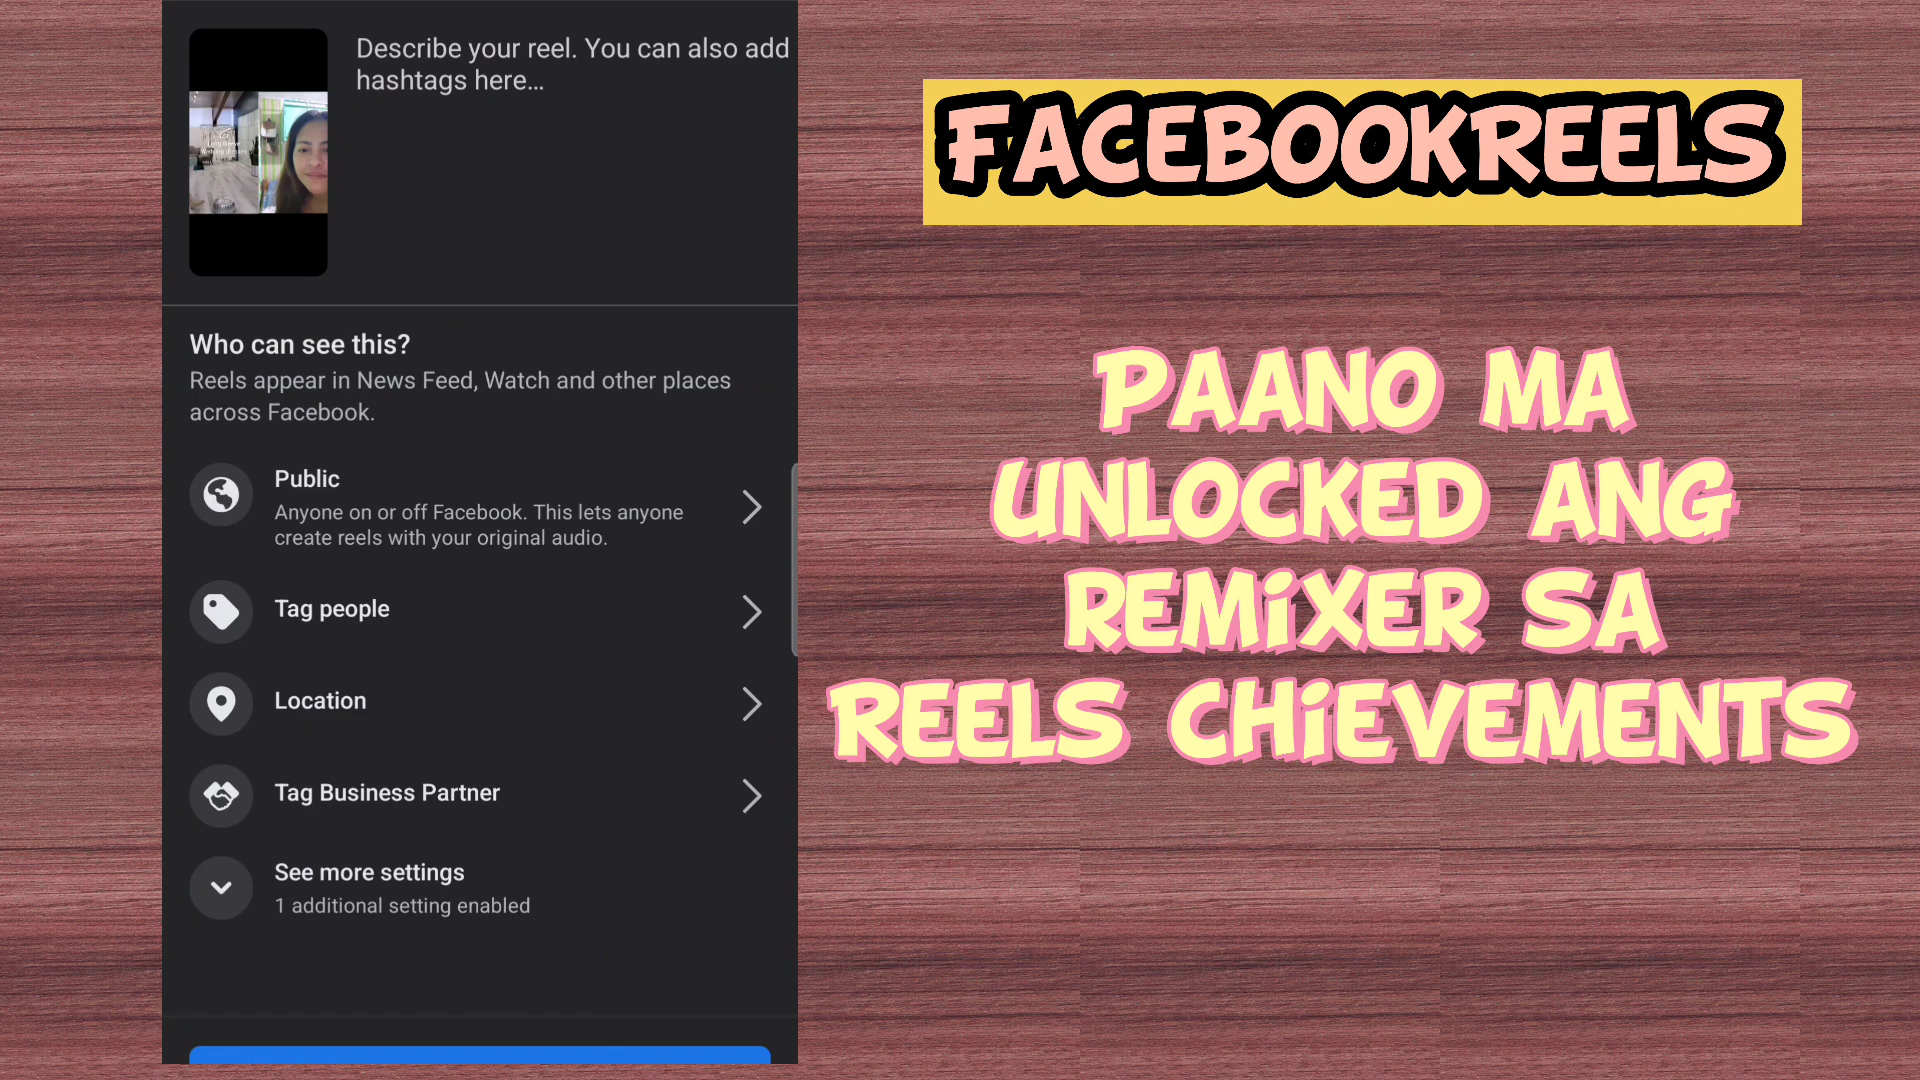 Describe your reel. You can also add
hashtags here...
Who can see this?
Reels appear in News Feed, Watch and other places
across Facebook.
Public
Anyone on or off Facebook. This lets anyone
create reels with your original audio.
Tag people
Location
Tag Business Partner
See more settings
1 additional setting enabled
FACEBOOKREELS
PAANO MA
UNLOCKED ANG
REMiXER SA
REELS CHiEVEMENTS